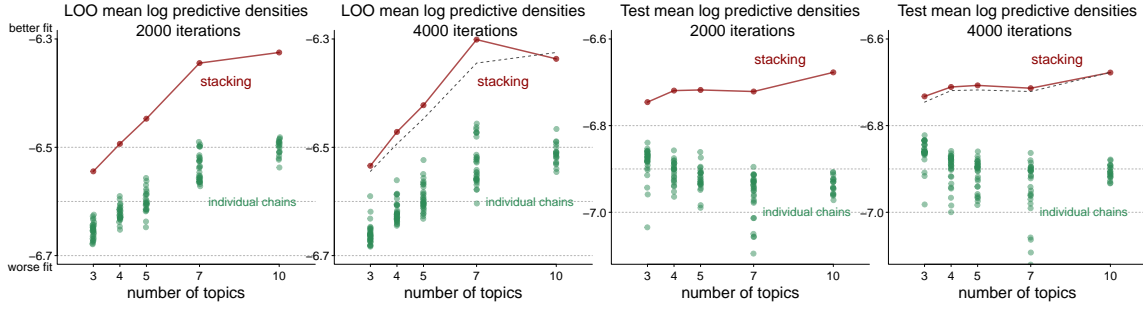 LOO mean log predictive densities
2000 iterations
better fit
−6.3
−6.5
−6.7
worse fit
stacking
individual chains
3 4 5 7 10
number of topics
LOO mean log predictive densities
4000 iterations
−6.3
−6.5
−6.7
stacking
individual chains
3 4 5 7 10
number of topics
Test mean log predictive densities
2000 iterations
−6.6
−6.8
−7.0
stacking
individual chains
3 4 5 7 10
number of topics
Test mean log predictive densities
4000 iterations
−6.6
−6.8
−7.0
stacking
individual chains
3 4 5 7 10
number of topics